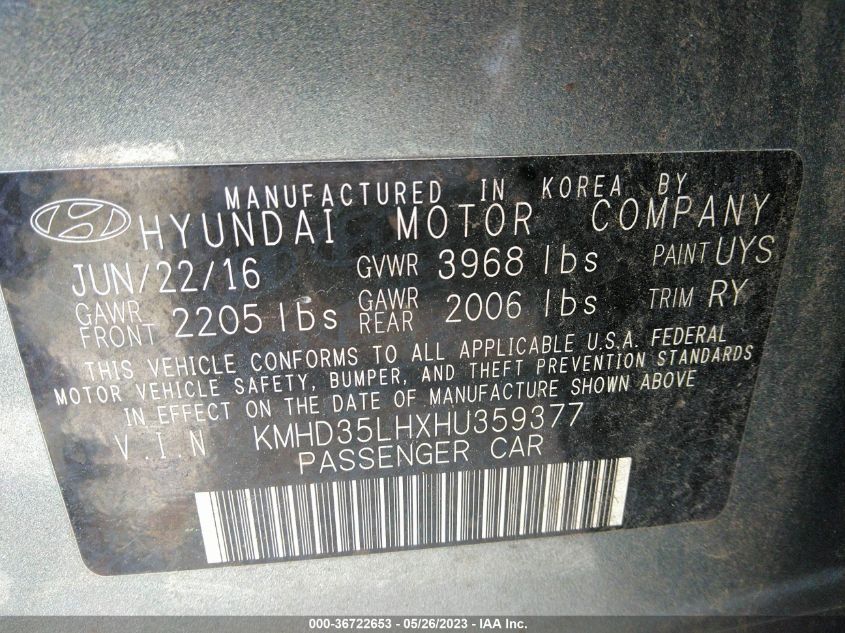 MANUFACTURED IN KOREA BY
HYUNDAI MOTOR COMPANY
JUN/22/16 GVWR 3968 lbs PAINT UYS
GAWR FRONT 2205 lbs GAWR REAR 2006 lbs TRIM RY
THIS VEHICLE CONFORMS TO ALL APPLICABLE U.S.A. FEDERAL
MOTOR VEHICLE SAFETY, BUMPER, AND THEFT PREVENTION STANDARDS
IN EFFECT ON THE DATE OF MANUFACTURE SHOWN ABOVE
V.I.N KMHD35LHXHU359377
PASSENGER CAR
000-36722653 - 05/26/2023 - IAA Inc.